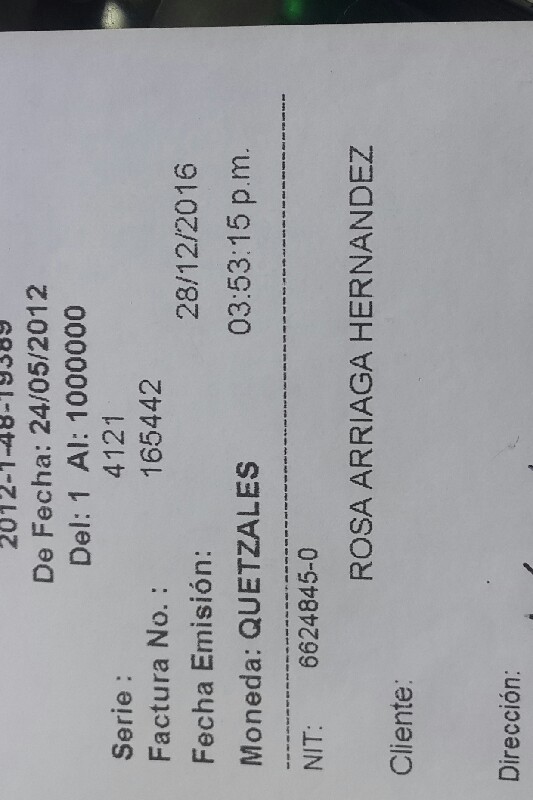 2012-1-48-19389
De Fecha: 24/05/2012
Del: 1 Al: 1000000
Serie : 4121
Factura No. : 165442
Fecha Emisión: 28/12/2016
Moneda: QUETZALES 03:53:15 p.m.
NIT: 6624845-0
ROSA ARRIAGA HERNANDEZ
Cliente:
Dirección: